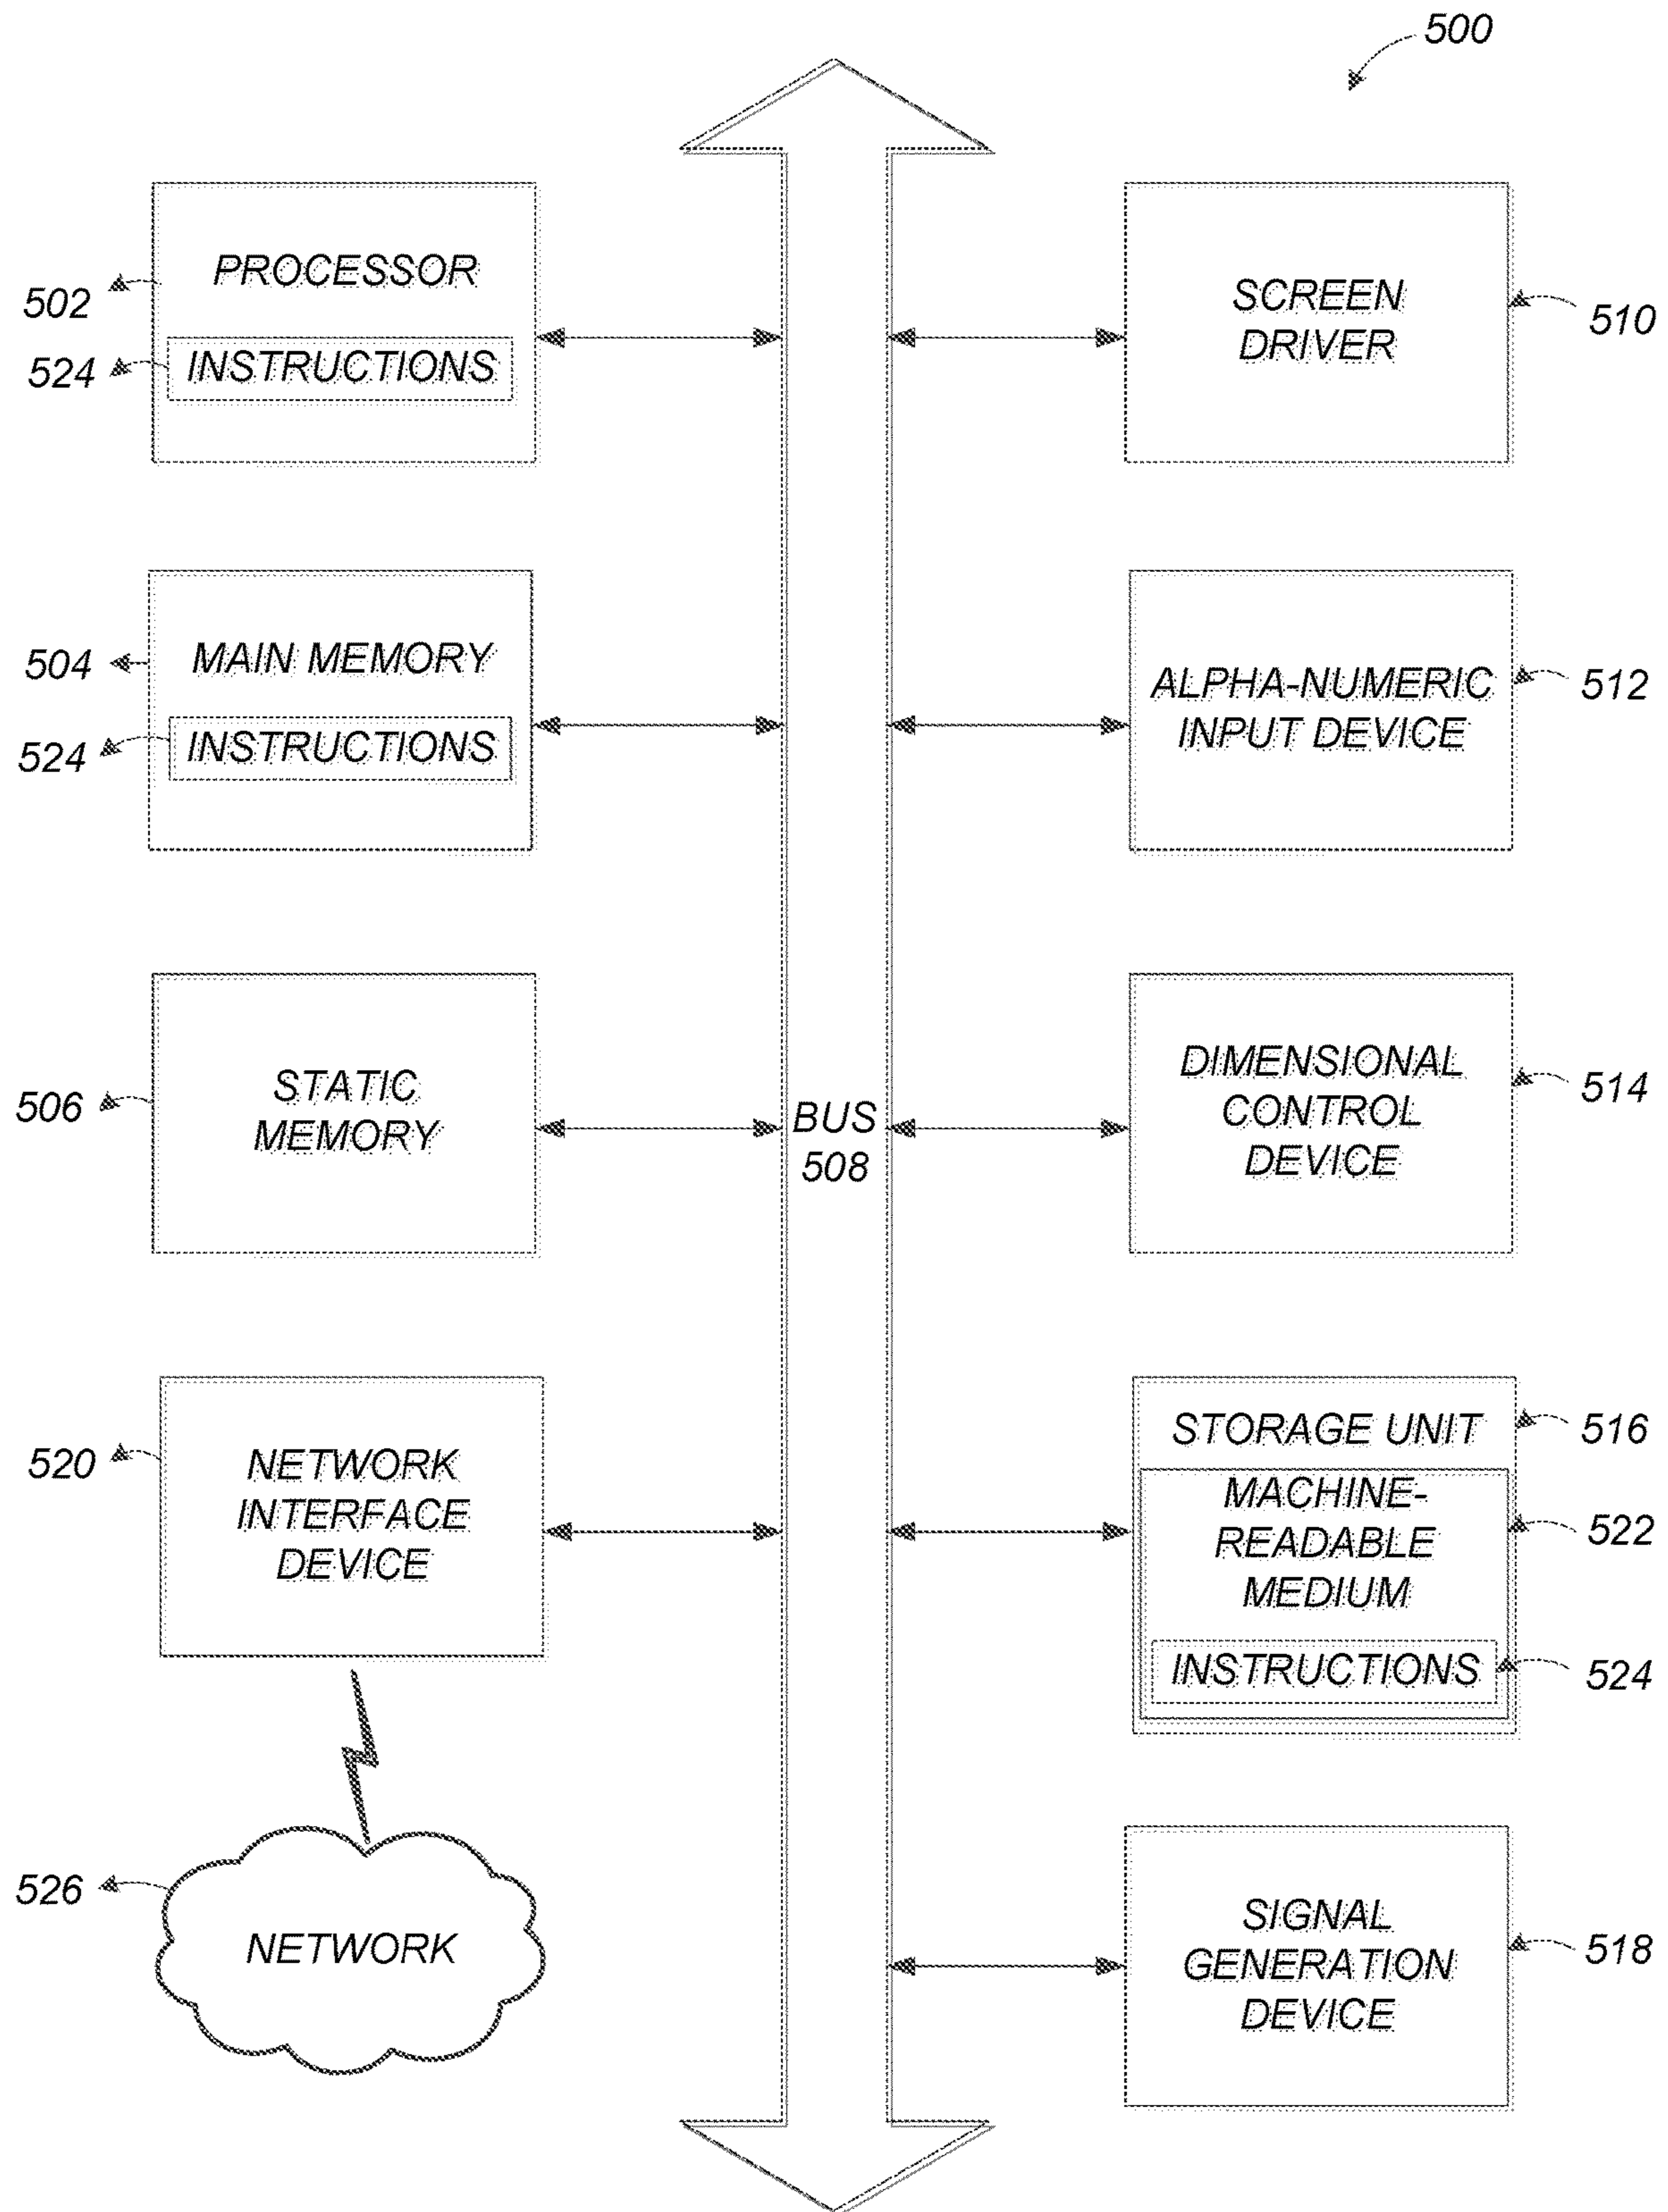 500
PROCESSOR
502
524
INSTRUCTIONS
SCREEN
DRIVER
510
MAIN MEMORY
504
524
INSTRUCTIONS
ALPHA-NUMERIC
INPUT DEVICE
512
STATIC
MEMORY
506
BUS
508
DIMENSIONAL
CONTROL
DEVICE
514
520
NETWORK
INTERFACE
DEVICE
STORAGE UNIT
516
MACHINE-
READABLE
MEDIUM
522
INSTRUCTIONS
524
526
NETWORK
SIGNAL
GENERATION
DEVICE
518